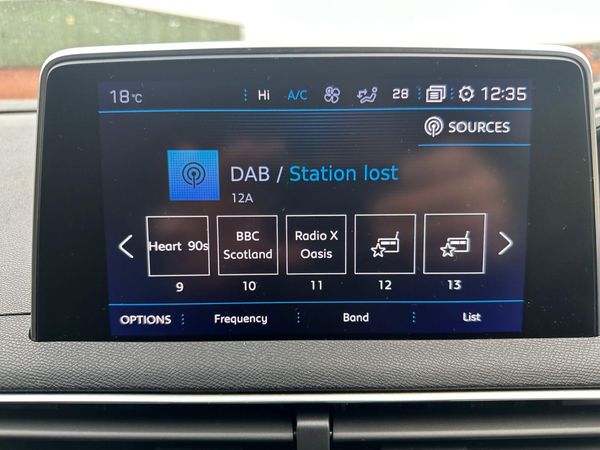 18°C Hi A/C 28 12:35
SOURCES
DAB / Station lost
12A
Heart 90s
BBC Scotland
Radio X Oasis
9 10 11 12 13
OPTIONS Frequency Band List